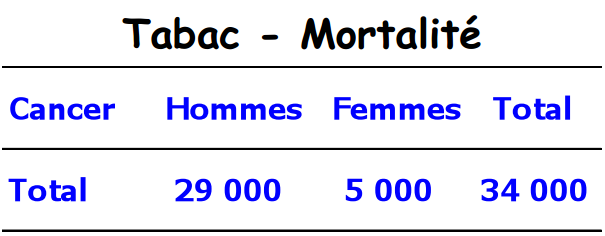 Tabac - Mortalité
Cancer Hommes Femmes Total
Total 29 000 5 000 34 000